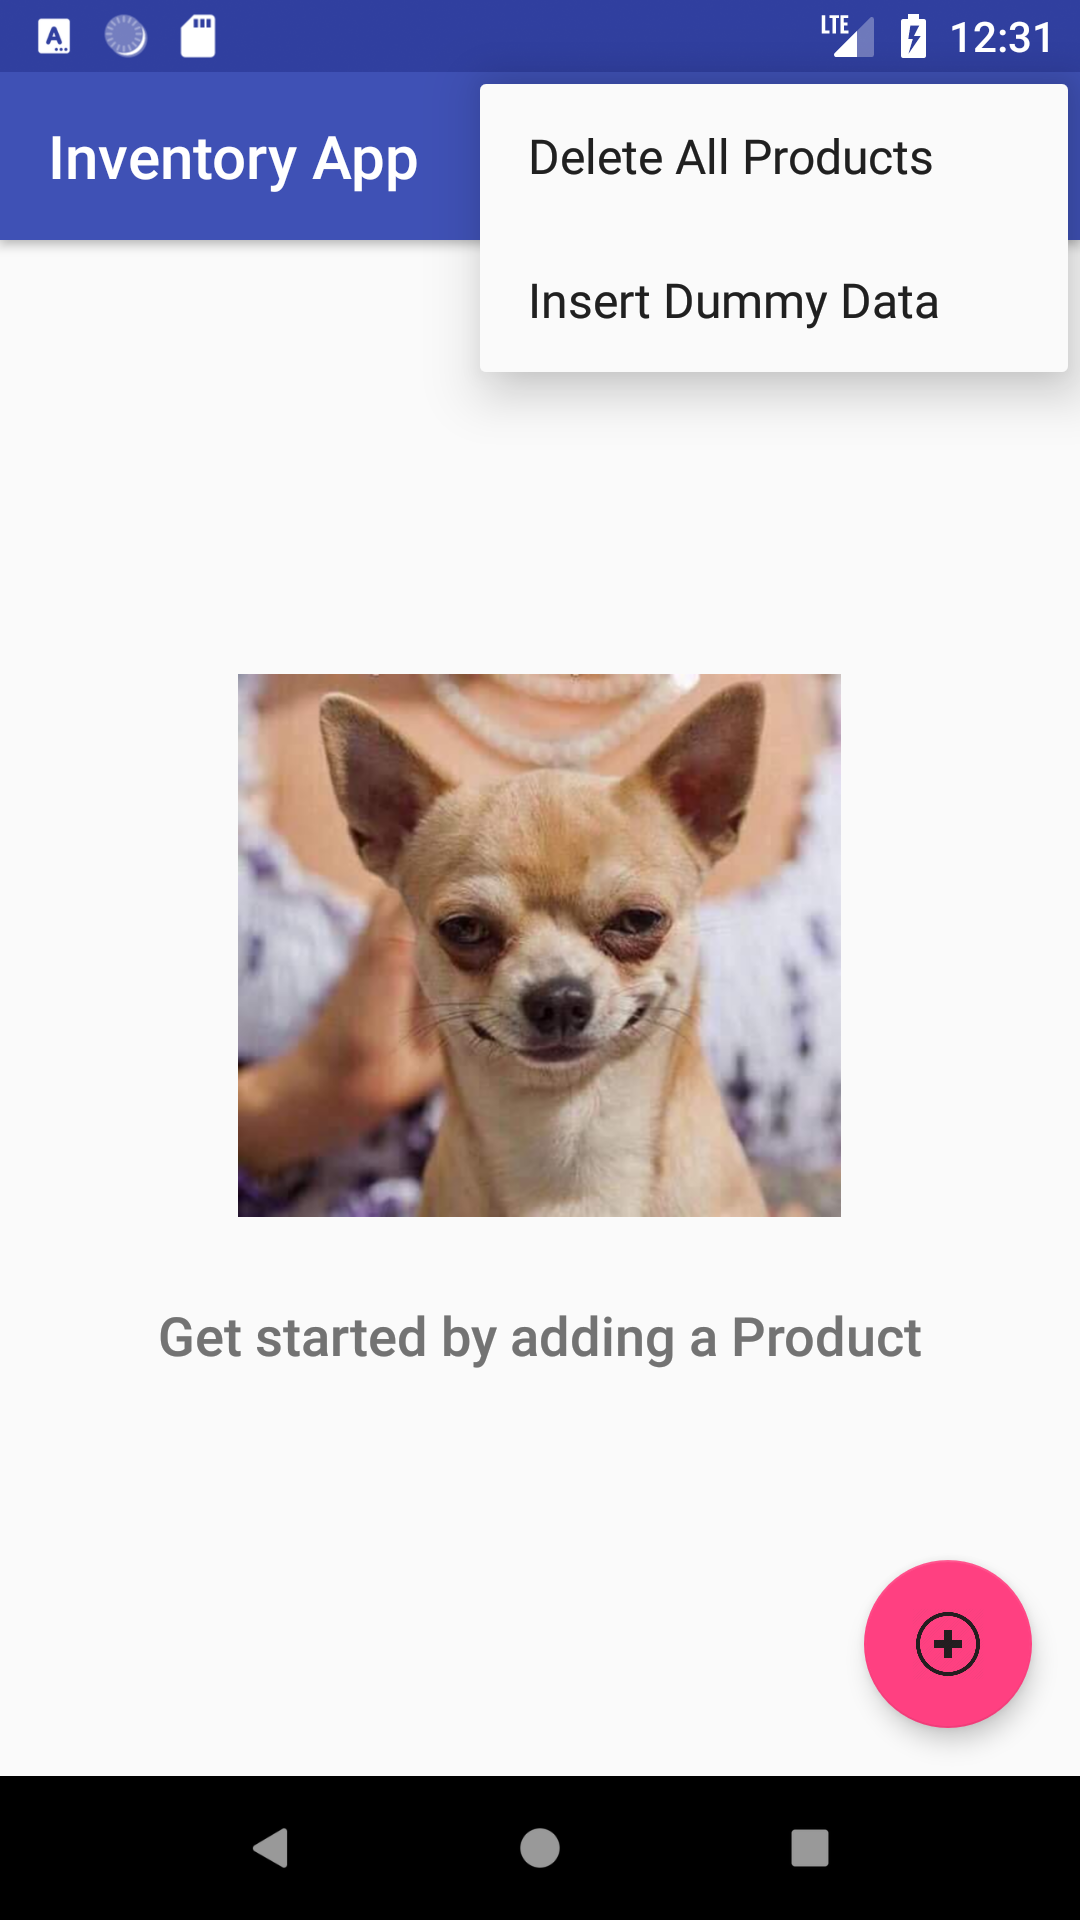 LTE 12:31
Inventory App
Delete All Products
Insert Dummy Data
Get started by adding a Product